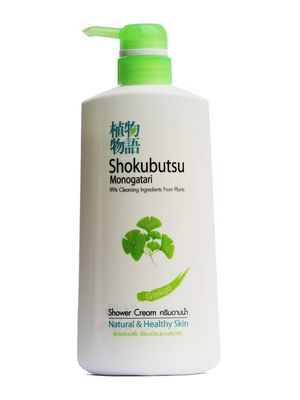 植物
物語
Shokubutsu
Monogatari
99% Cleansing Ingredients From Plants
Ginkgo
Shower Cream ครีมอาบน้ำ
Natural & Healthy Skin